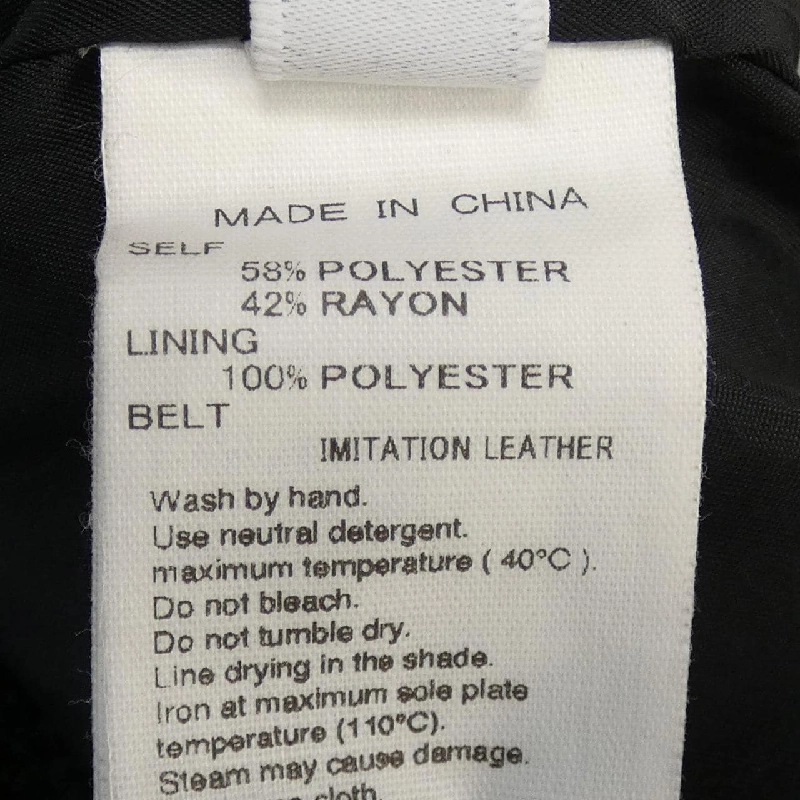 MADE IN CHINA
SELF
58% POLYESTER
42% RAYON
LINING
100% POLYESTER
BELT
IMITATION LEATHER
Wash by hand.
Use neutral detergent.
maximum temperature ( 40°C ).
Do not bleach.
Do not tumble dry.
Line drying in the shade.
Iron at maximum sole plate
temperature (110°C).
Steam may cause damage.
cloth.